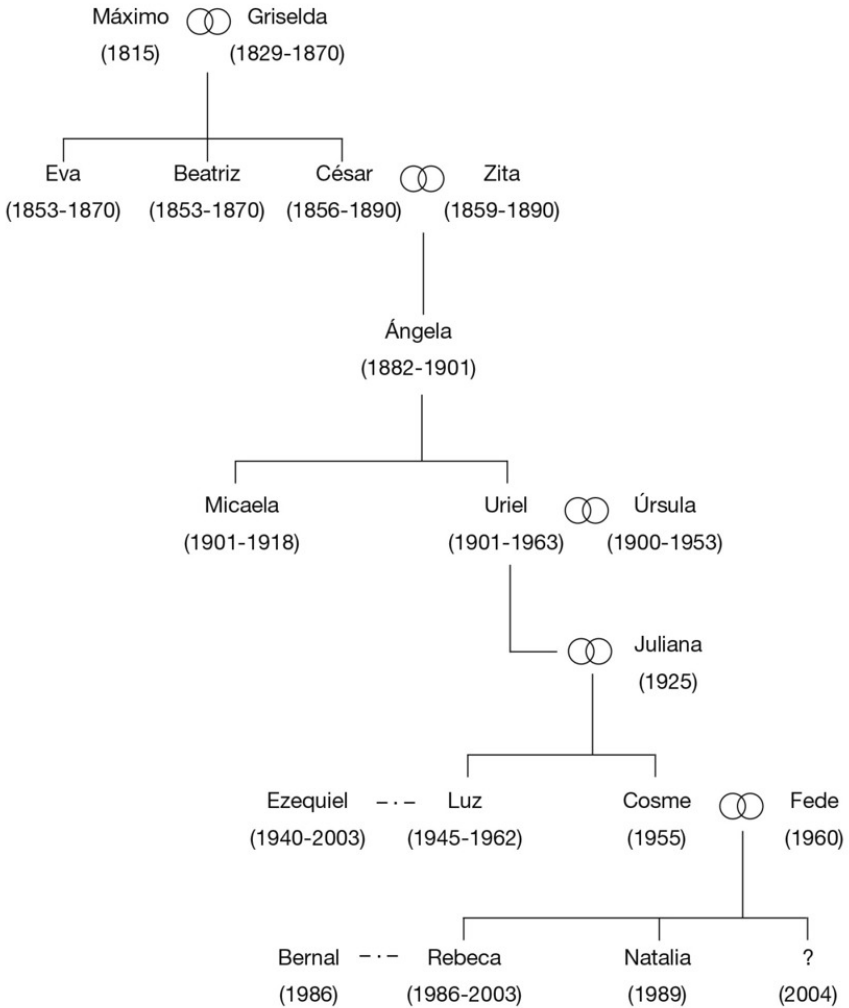 Máximo Griselda
(1815) (1829-1870)
Eva Beatriz César Zita
(1853-1870) (1853-1870) (1856-1890) (1859-1890)
Ángela
(1882-1901)
Micaela Uriel Úrsula
(1901-1918) (1901-1963) (1900-1953)
Juliana
(1925)
Ezequiel Luz Cosme Fede
(1940-2003) (1945-1962) (1955) (1960)
Bernal Rebeca Natalia ?
(1986) (1986-2003) (1989) (2004)